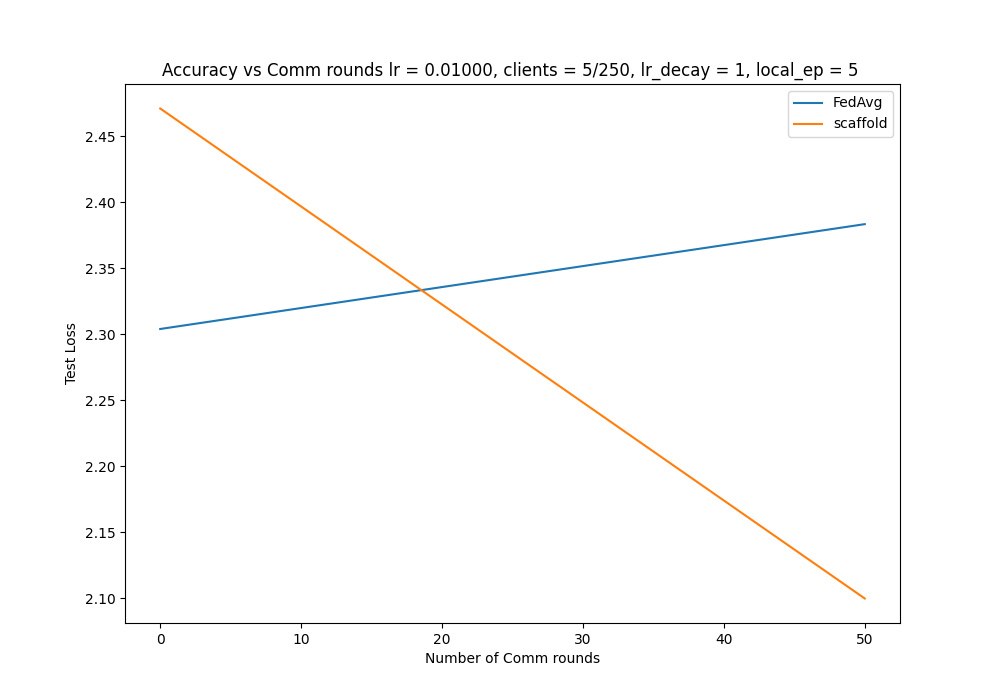 Accuracy vs Comm rounds lr = 0.01000, clients = 5/250, lr_decay = 1, local_ep = 5
FedAvg
scaffold
2.45
2.40
2.35
2.30
2.25
2.20
2.15
2.10
Test Loss
0 10 20 30 40 50
Number of Comm rounds